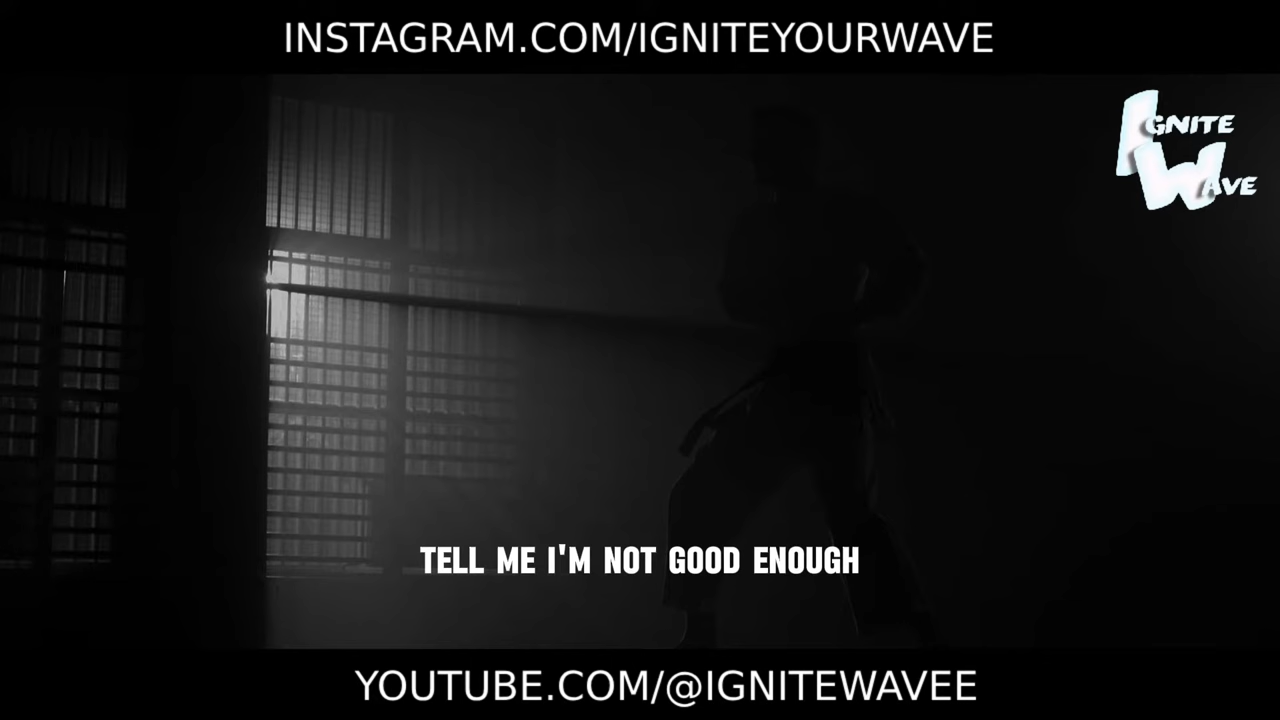 INSTAGRAM.COM/IGNITEYOURWAVE
IGNITE
WAVE
TELL ME I'M NOT GOOD ENOUGH
YOUTUBE.COM/@IGNITEWAVEE